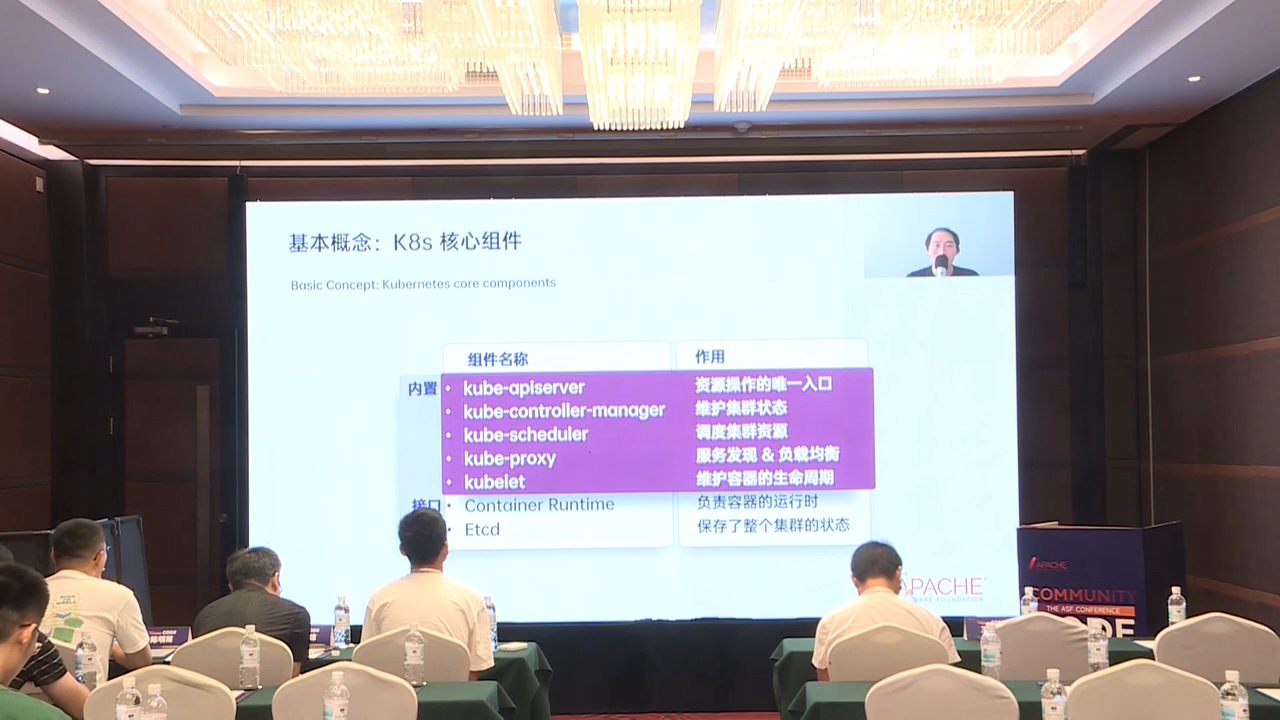 基本概念：K8s 核心组件
Basic Concept: Kubernetes core components
组件名称 作用
内置 • kube-apiserver 资源操作的唯一入口
• kube-controller-manager 维护集群状态
• kube-scheduler 调度集群资源
• kube-proxy 服务发现 & 负载均衡
• kubelet 维护容器的生命周期
接口 • Container Runtime 负责容器的运行时
• Etcd 保存了整个集群的状态
APACHE
FOUNDATION
APACHE
COMMUNITY
THE ASF CONFERENCE
CODE